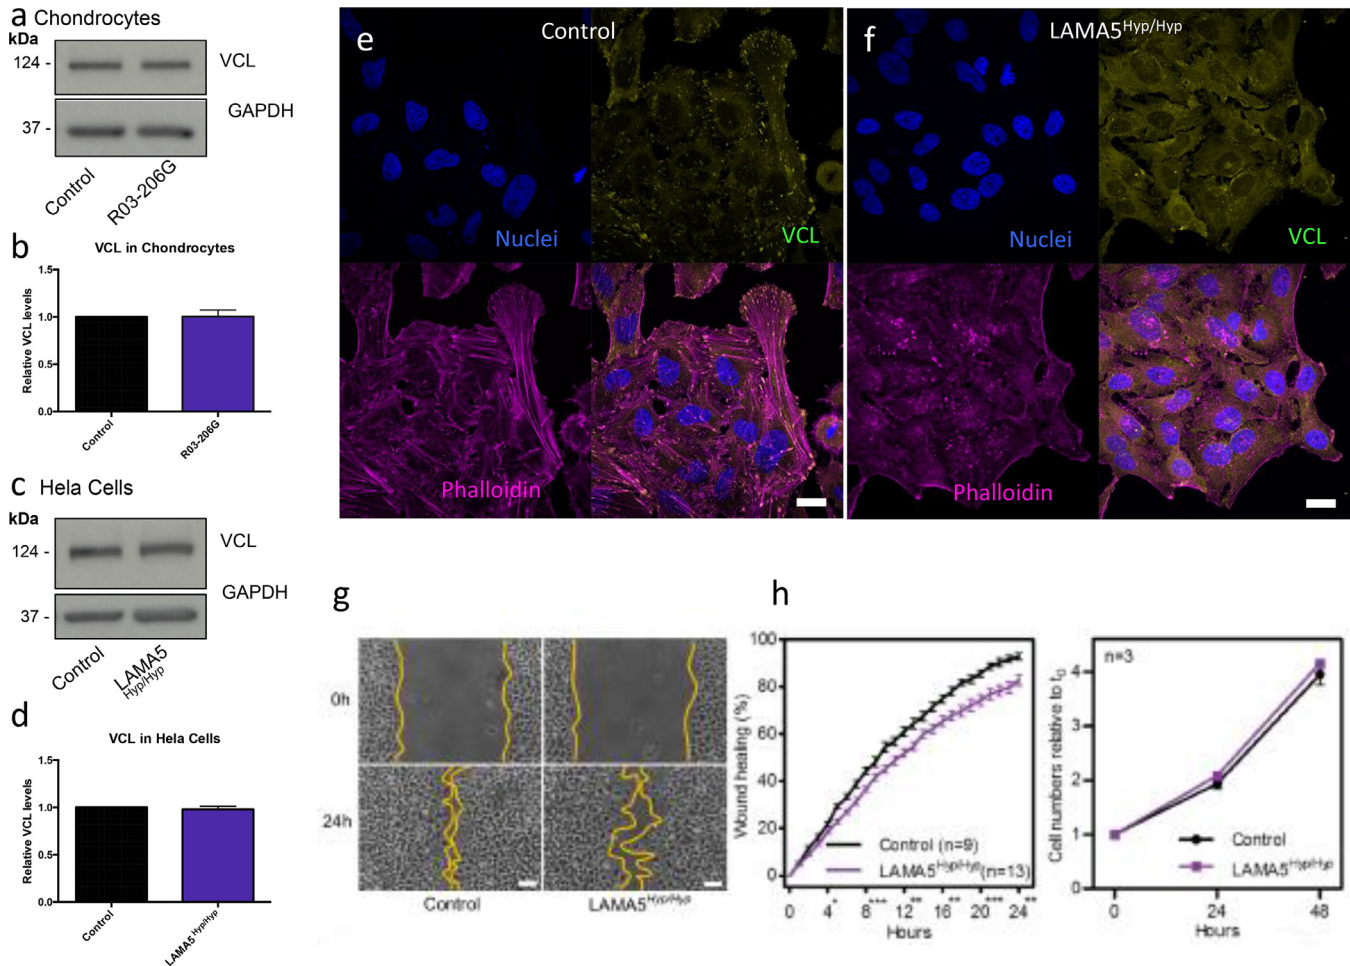 a Chondrocytes
kDa
124 -
VCL
GAPDH
37 -
Control
R03-206G
b
VCL in Chondrocytes
Relative VCL levels
1.5
1.0
0.5
0.0
Control
R03-206G
c Hela Cells
kDa
124 -
VCL
GAPDH
37 -
Control
LAMA5
Hyp/Hyp
d
VCL in Hela Cells
Relative VCL levels
1.5
1.0
0.5
0.0
Control
LAMA5 Hyp/Hyp
e
Control
Nuclei
VCL
Phalloidin
f
LAMA5Hyp/Hyp
Nuclei
VCL
Phalloidin
g
0h
24h
Control
LAMA5Hyp/Hyp
h
Wound healing (%)
100
80
60
40
20
0
Control (n=9)
LAMA5Hyp/Hyp(n=13)
0 4 * 8 *** 12 ** 16 ** 20 *** 24 **
Hours
Cell numbers relative to t0
n=3
4
3
2
1
0
Control
LAMA5Hyp/Hyp
0 24 48
Hours